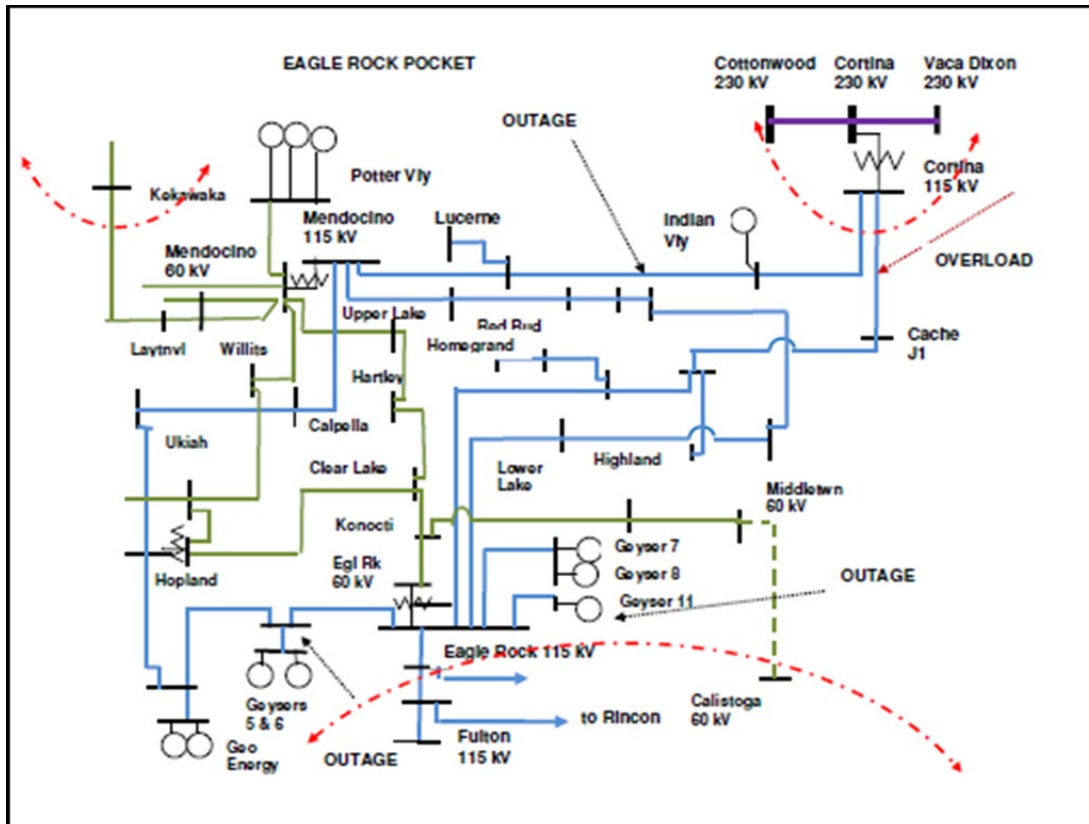 EAGLE ROCK POCKET
Cottonwood
230 kV
Cortina
230 kV
Vaca Dixon
230 kV
OUTAGE
Potter Vly
Cortina
115 kV
Kekawaka
Mendocino
115 kV
Lucerne
Indian
Vly
OVERLOAD
Mendocino
60 kV
Upper Lake
Red Bud
Cache
J1
Laytnvl
Willits
Homegrand
Hartley
Ukiah
Calpella
Clear Lake
Lower
Lake
Highland
Middletwn
60 kV
Konocti
Egl Rk
60 kV
Geyser 7
Geyser 8
Geyser 11
OUTAGE
Hopland
Eagle Rock 115 kV
Geysers
5 & 6
Calistoga
60 kV
to Rincon
Geo
Energy
OUTAGE
Fulton
115 kV